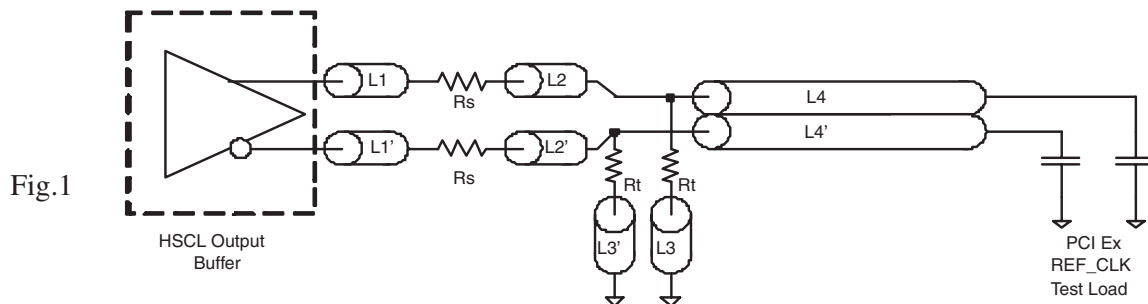 L1
Rs
L2
L4
L4'
L1'
Rs
L2'
Fig.1
Rt
Rt
L3'
L3
HSCL Output
Buffer
PCI Ex
REF_CLK
Test Load